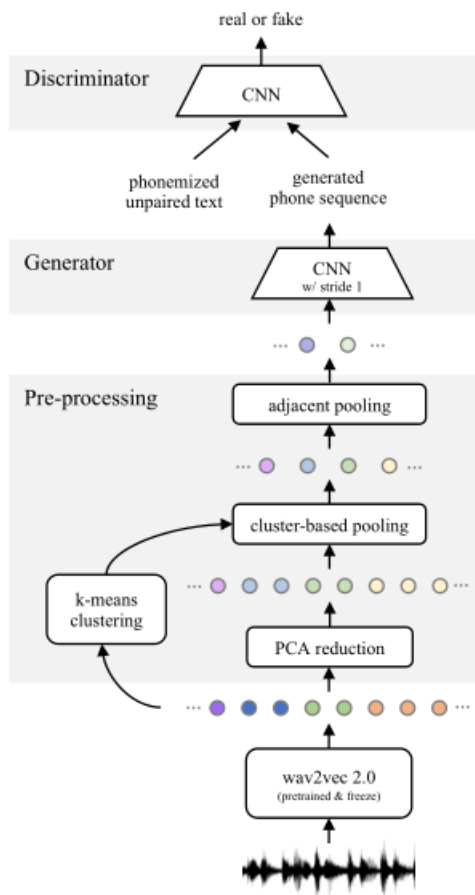 real or fake
Discriminator
CNN
phonemized
unpaired text
generated
phone sequence
Generator
CNN
w/ stride 1
... ...
Pre-processing
adjacent pooling
... ...
cluster-based pooling
... ...
k-means
clustering
PCA reduction
... ...
wav2vec 2.0
(pretrained & freeze)